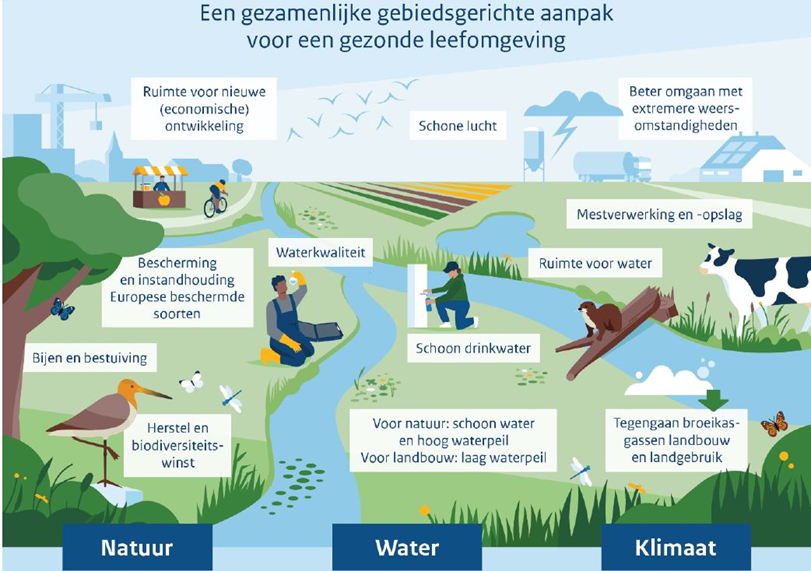 Een gezamenlijke gebiedsgerichte aanpak
voor een gezonde leefomgeving
Ruimte voor nieuwe
(economische)
ontwikkeling
Schone lucht
Beter omgaan met
extremere weers-
omstandigheden
Mestverwerking en -opslag
Waterkwaliteit
Bescherming
en instandhouding
Europese beschermde
soorten
Ruimte voor water
Schoon drinkwater
Bijen en bestuiving
Herstel en
biodiversiteits-
winst
Voor natuur: schoon water
en hoog waterpeil
Voor landbouw: laag waterpeil
Tegengaan broeikas-
gassen landbouw
en landgebruik
Natuur
Water
Klimaat